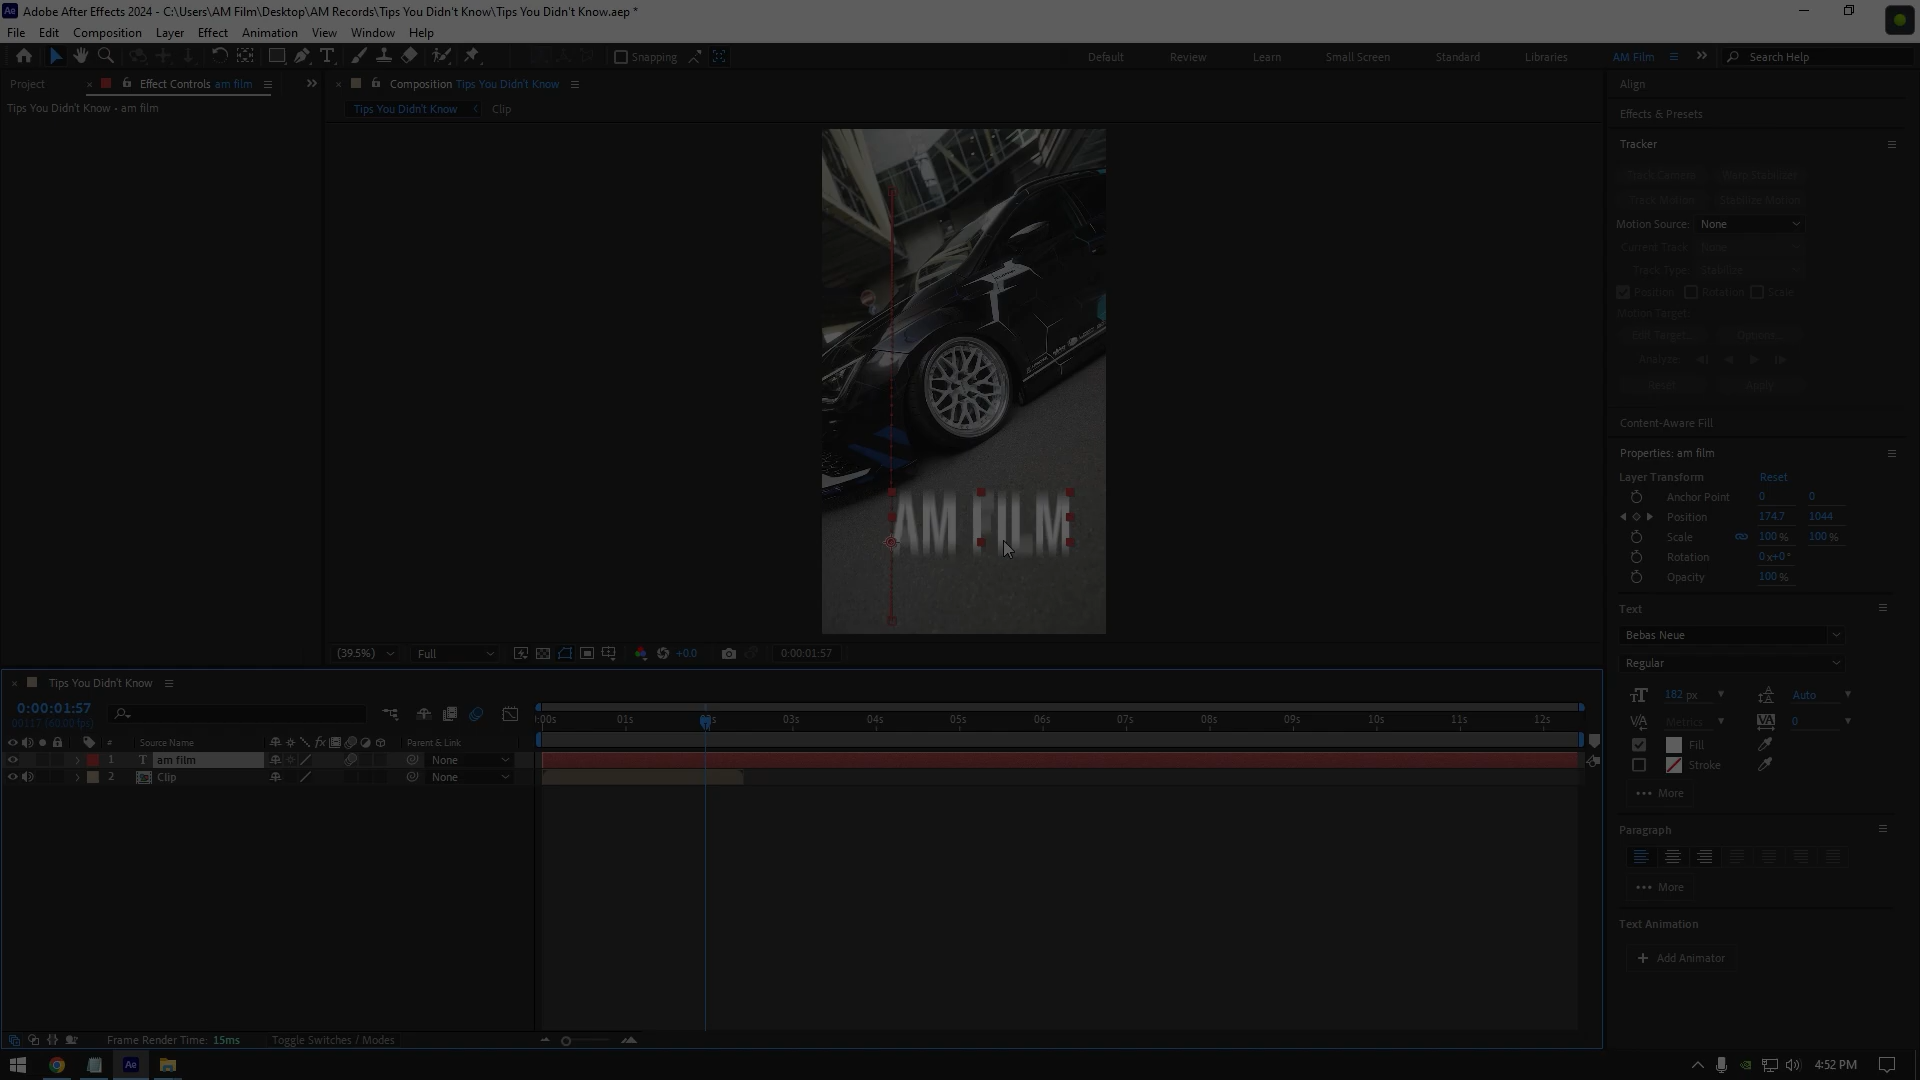 Adobe After Effects 2024 - C:\Users\AM Film\Desktop\AM Records\Tips You Didn't Know\Tips You Didn't Know.aep *
File Edit Composition Layer Effect Animation View Window Help
Snapping
Default Review Learn Small Screen Standard Libraries AM Film Search Help
Project Effect Controls am film
Tips You Didn't Know • am film
Composition Tips You Didn't Know
Tips You Didn't Know Clip
AM FILM
(39.5%) Full +0.0 0:00:01:57
Align
Effects & Presets
Tracker
Track Camera Warp Stabilizer
Track Motion Stabilize Motion
Motion Source: None
Current Track: None
Track Type: Stabilize
Position Rotation Scale
Motion Target:
Edit Target... Options...
Analyze:
Reset Apply
Content-Aware Fill
Properties: am film
Layer Transform Reset
Anchor Point 0 0
Position 174.7 1044
Scale 100 % 100 %
Rotation 0x+0°
Opacity 100 %
Text
Bebas Neue
Regular
182 px Auto
Metrics 0
Fill
Stroke
More
Paragraph
More
Text Animation
Add Animator
Tips You Didn't Know
0:00:01:57
00117 (60.00 fps)
# Source Name Parent & Link
1 am film None
2 Clip None
:00s 01s 02s 03s 04s 05s 06s 07s 08s 09s 10s 11s 12s
Frame Render Time: 15ms Toggle Switches / Modes
4:52 PM